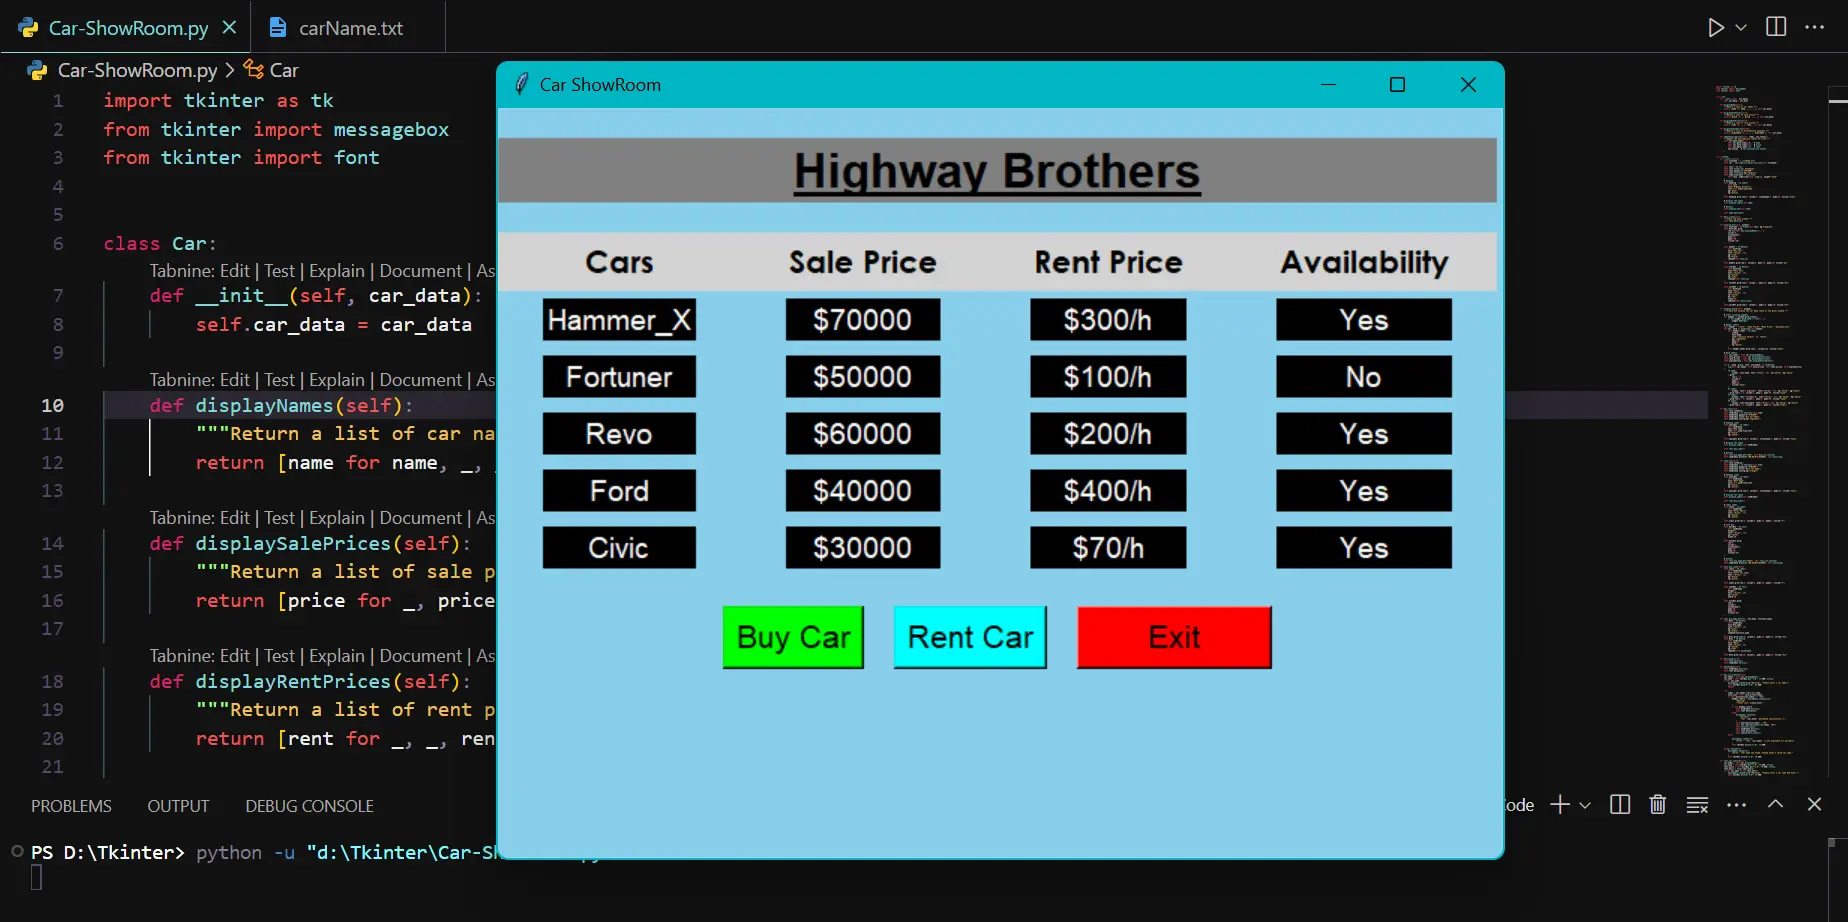 Car-ShowRoom.py
carName.txt
Car-ShowRoom.py > Car
1 import tkinter as tk
2 from tkinter import messagebox
3 from tkinter import font
4
5
6 class Car:
Tabnine: Edit | Test | Explain | Document | As
7 def __init__(self, car_data):
8 self.car_data = car_data
9
Tabnine: Edit | Test | Explain | Document | As
10 def displayNames(self):
11 """Return a list of car na
12 return [name for name, _,
13
Tabnine: Edit | Test | Explain | Document | As
14 def displaySalePrices(self):
15 """Return a list of sale p
16 return [price for _, price
17
Tabnine: Edit | Test | Explain | Document | As
18 def displayRentPrices(self):
19 """Return a list of rent p
20 return [rent for _, _, ren
21
PROBLEMS OUTPUT DEBUG CONSOLE
ode
PS D:\Tkinter> python -u "d:\Tkinter\Car-S
Car ShowRoom
Highway Brothers
Cars Sale Price Rent Price Availability
Hammer_X $70000 $300/h Yes
Fortuner $50000 $100/h No
Revo $60000 $200/h Yes
Ford $40000 $400/h Yes
Civic $30000 $70/h Yes
Buy Car Rent Car Exit